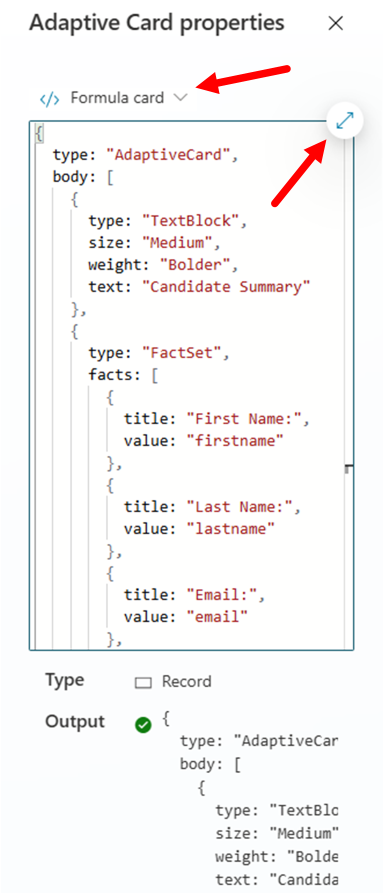 Adaptive Card properties
</> Formula card
{
type: "AdaptiveCard",
body: [
{
type: "TextBlock",
size: "Medium",
weight: "Bolder",
text: "Candidate Summary"
},
{
type: "FactSet",
facts: [
{
title: "First Name:",
value: "firstname"
},
{
title: "Last Name:",
value: "lastname"
},
{
title: "Email:",
value: "email"
},
Type Record
Output {
type: "AdaptiveCar
body: [
{
type: "TextBlo
size: "Medium"
weight: "Bolde
text: "Candida